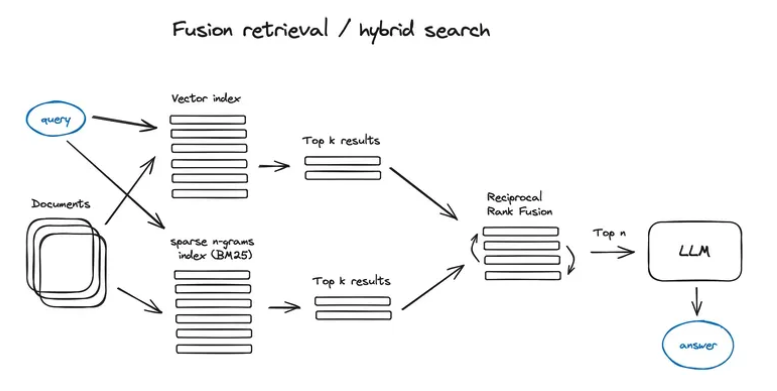 Fusion retrieval / hybrid search
Vector index
query
Top k results
Documents
Reciprocal
Rank Fusion
sparse n-grams
index (BM25)
Top n
LLM
Top k results
answer